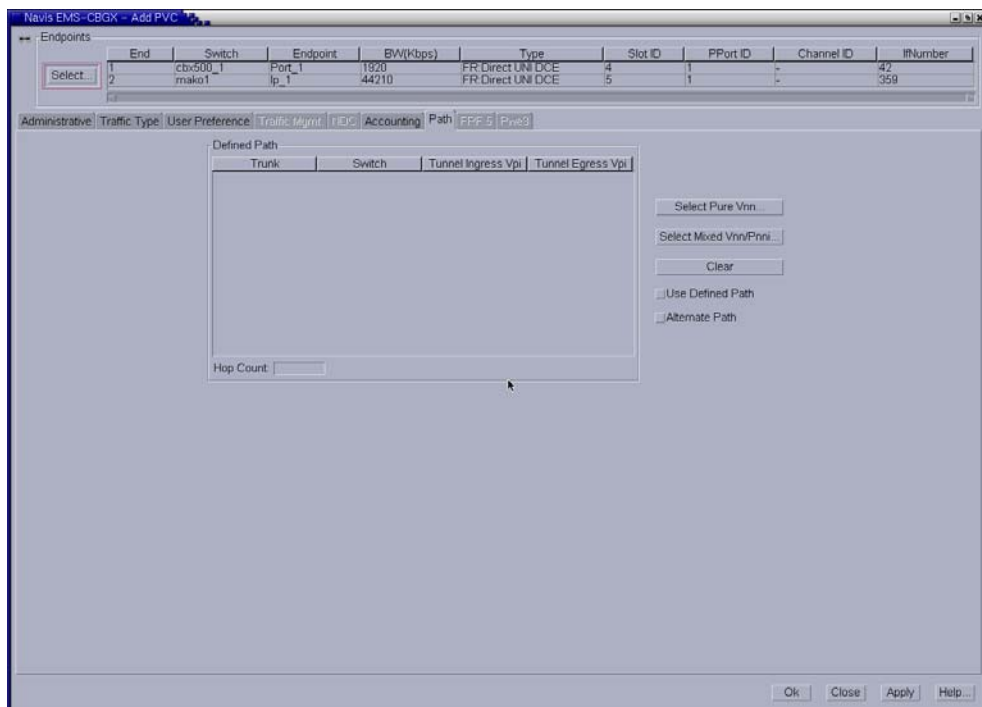 Navis EMS-CBGX - Add PVC
Endpoints
End Switch Endpoint BW(Kbps) Type Slot ID PPort ID Channel ID IfNumber
Select...
1 cbx500_1 Port_1 1920 FR Direct UNI DCE 4 1 - 42
2 mako1 lp_1 44210 FR Direct UNI DCE 5 1 - 359
Administrative Traffic Type User Preference Traffic Mgmt NDC Accounting Path FRF.5 Pwe3
Defined Path
Trunk Switch Tunnel Ingress Vpi Tunnel Egress Vpi
Select Pure Vnn...
Select Mixed Vnn/Pnni...
Clear
Use Defined Path
Alternate Path
Hop Count:
Ok Close Apply Help...